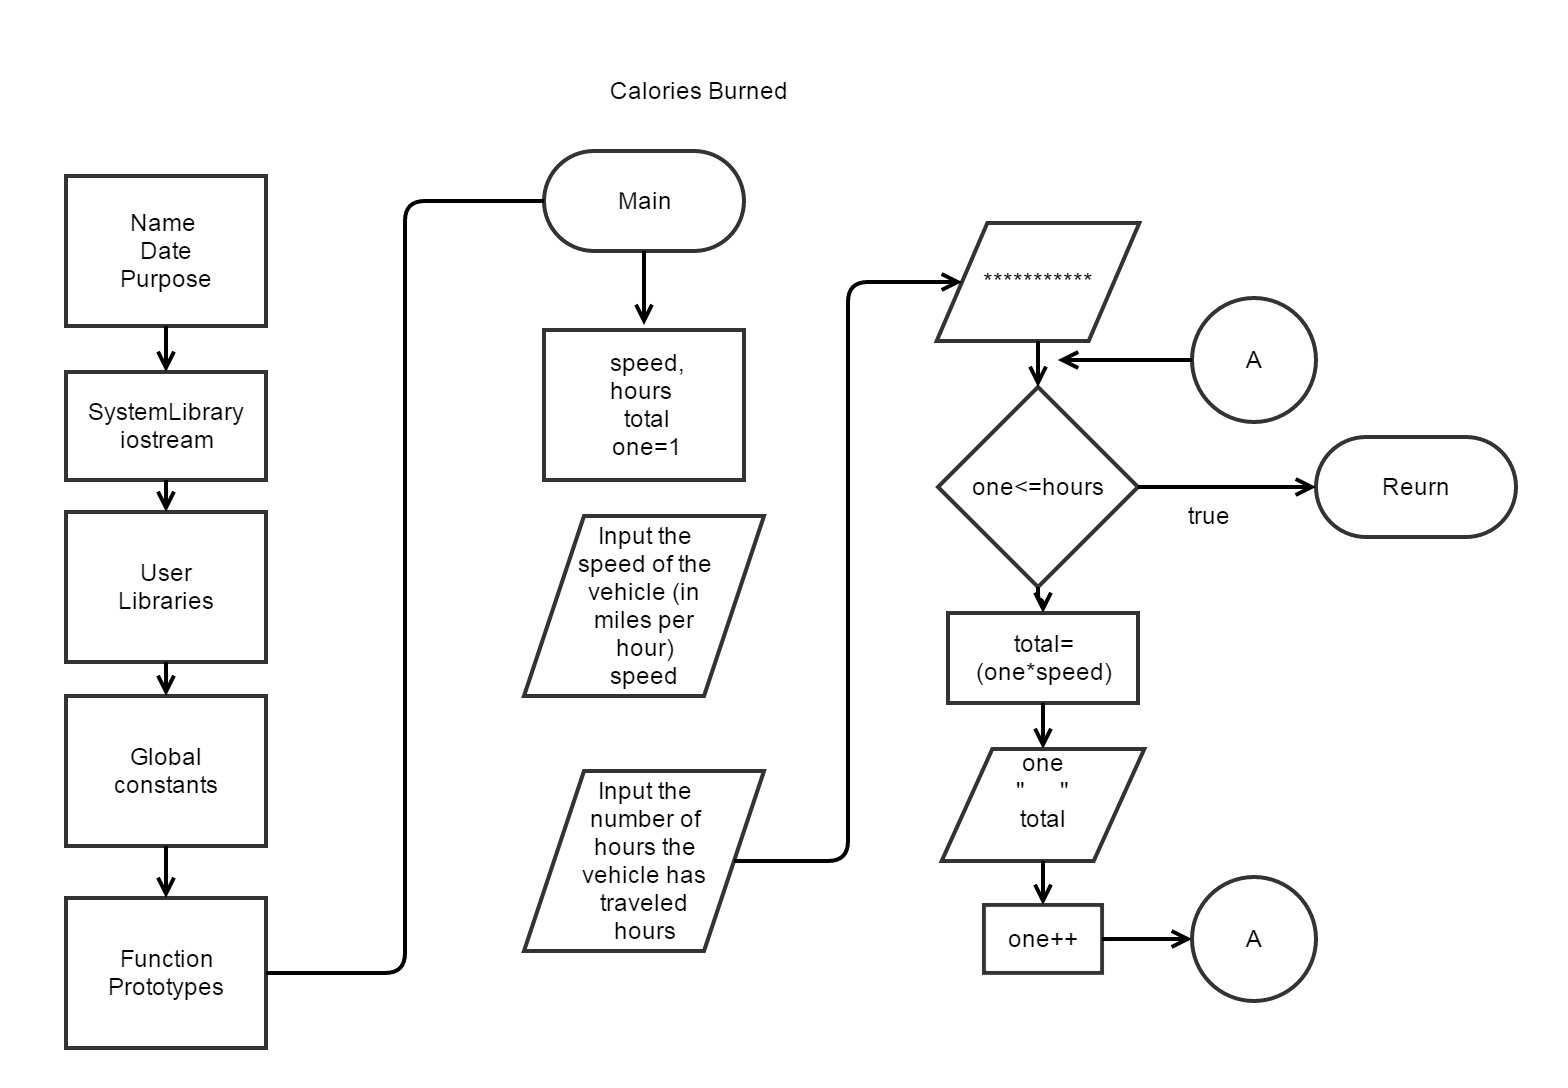 Calories Burned
Name
Date
Purpose
SystemLibrary
iostream
User
Libraries
Global
constants
Function
Prototypes
Main
speed,
hours
total
one=1
Input the
speed of the
vehicle (in
miles per
hour)
speed
Input the
number of
hours the
vehicle has
traveled
hours
***********
A
one<=hours
true
Reurn
total=
(one*speed)
one
"     "
total
one++
A